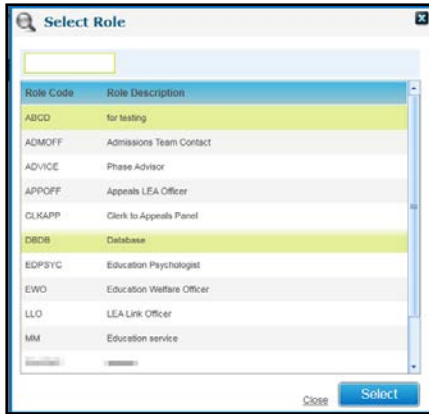 Select Role
Role Code Role Description
ABCD for testing
ADMOFF Admissions Team Contact
ADVICE Phase Advisor
APPOFF Appeals LEA Officer
CLKAPP Clerk to Appeals Panel
DBDB Database
EDPSYC Education Psychologist
EWO Education Welfare Officer
LLO LEA Link Officer
MM Education service
Close Select